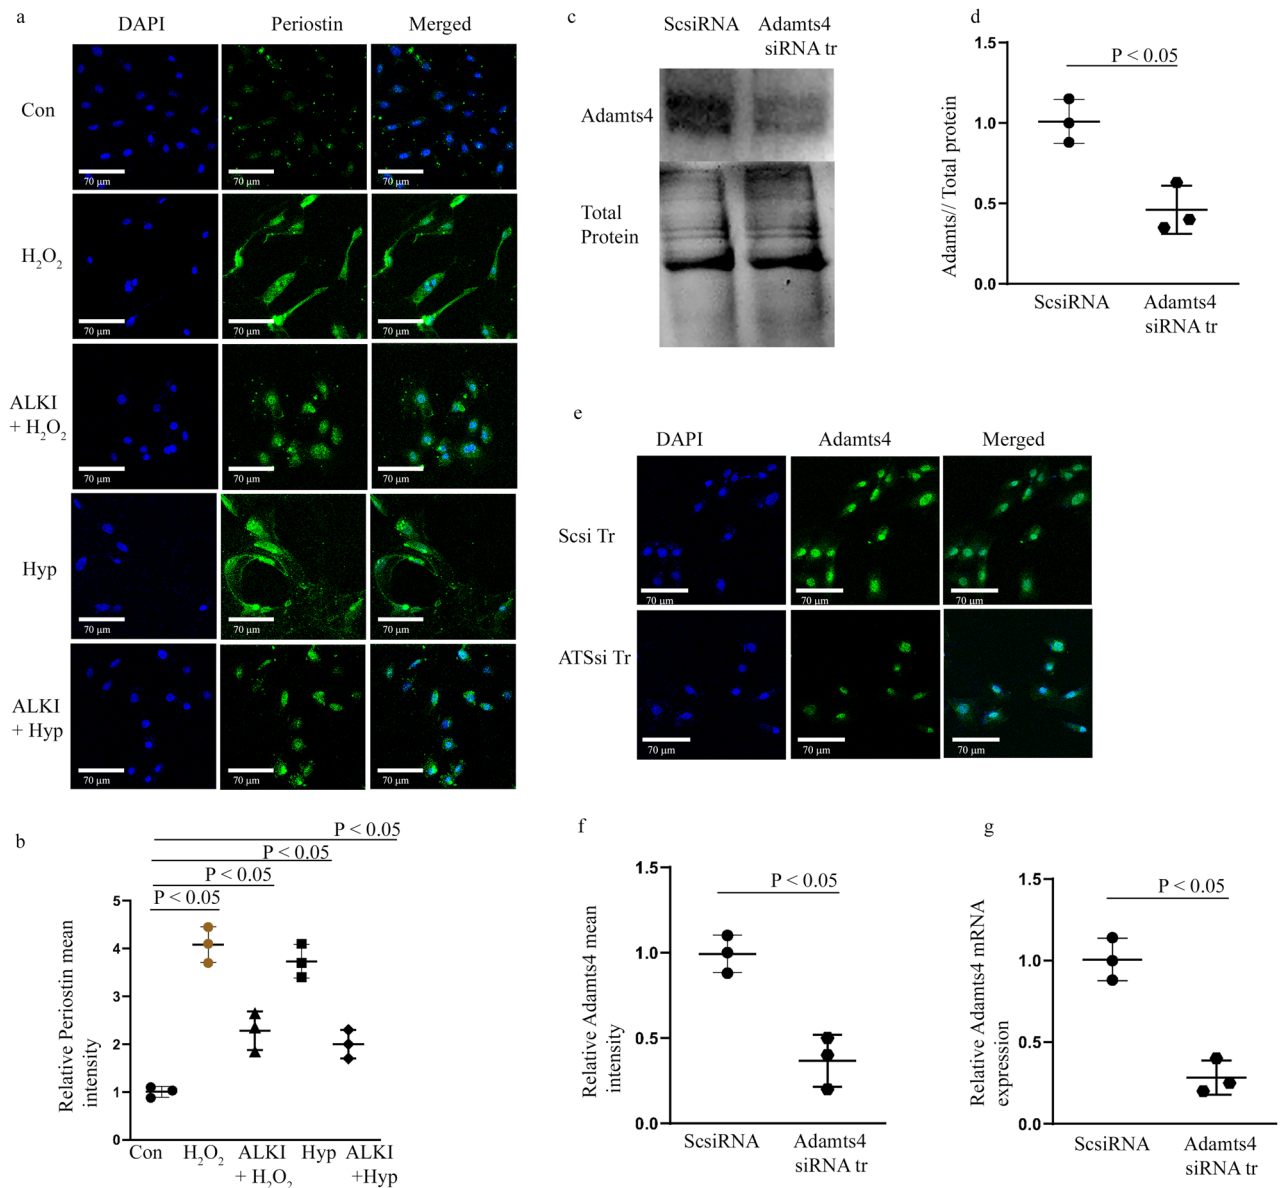 a
DAPI Periostin Merged
Con
70 µm 70 µm 70 µm
H₂O₂
70 µm 70 µm 70 µm
ALKI
+ H₂O₂
70 µm 70 µm 70 µm
Hyp
70 µm 70 µm 70 µm
ALKI
+ Hyp
70 µm 70 µm 70 µm
b
P < 0.05
P < 0.05
P < 0.05
P < 0.05
Relative Periostin mean
intensity
5
4
3
2
1
0
Con H₂O₂ ALKI Hyp ALKI
+ H₂O₂ +Hyp
c
ScsiRNA Adamts4
siRNA tr
Adamts4
Total
Protein
d
P < 0.05
Adamts// Total protein
1.5
1.0
0.5
0.0
ScsiRNA Adamts4
siRNA tr
e
DAPI Adamts4 Merged
Scsi Tr
70 µm 70 µm 70 µm
ATSsi Tr
70 µm 70 µm 70 µm
f
P < 0.05
Relative Adamts4 mean
intensity
1.5
1.0
0.5
0.0
ScsiRNA Adamts4
siRNA tr
g
P < 0.05
Relative Adamts4 mRNA
expression
1.5
1.0
0.5
0.0
ScsiRNA Adamts4
siRNA tr